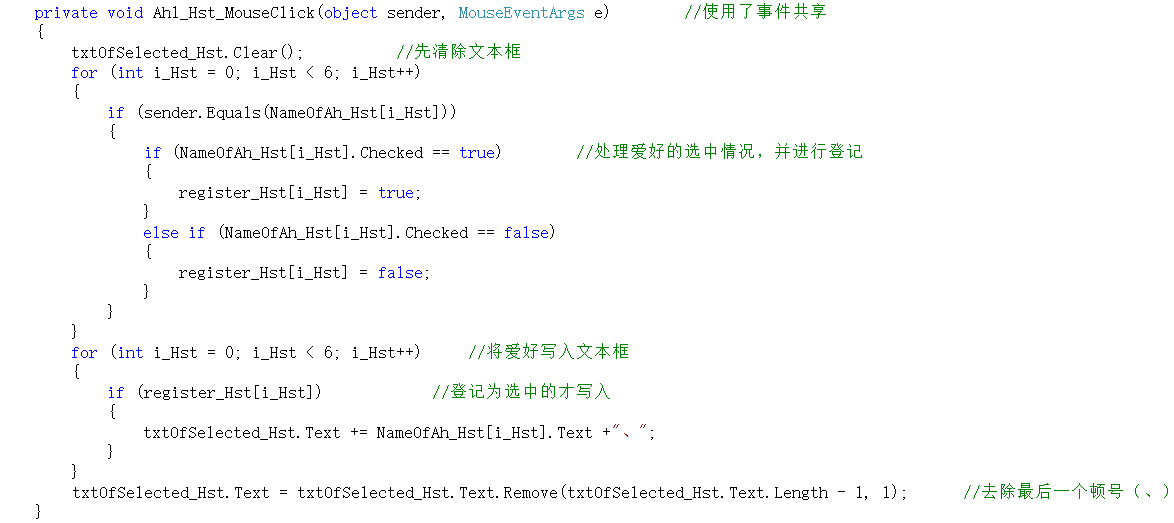 private void Ah1_Hst_MouseClick(object sender, MouseEventArgs e)        //使用了事件共享
{
    txtOfSelected_Hst.Clear();          //先清除文本框
    for (int i_Hst = 0; i_Hst < 6; i_Hst++)
    {
        if (sender.Equals(NameOfAh_Hst[i_Hst]))
        {
            if (NameOfAh_Hst[i_Hst].Checked == true)        //处理爱好的选中情况，并进行登记
            {
                register_Hst[i_Hst] = true;
            }
            else if (NameOfAh_Hst[i_Hst].Checked == false)
            {
                register_Hst[i_Hst] = false;
            }
        }
    }
    for (int i_Hst = 0; i_Hst < 6; i_Hst++)     //将爱好写入文本框
    {
        if (register_Hst[i_Hst])            //登记为选中的才写入
        {
            txtOfSelected_Hst.Text += NameOfAh_Hst[i_Hst].Text +"、";
        }
    }
    txtOfSelected_Hst.Text = txtOfSelected_Hst.Text.Remove(txtOfSelected_Hst.Text.Length - 1, 1);      //去除最后一个顿号（、）
}